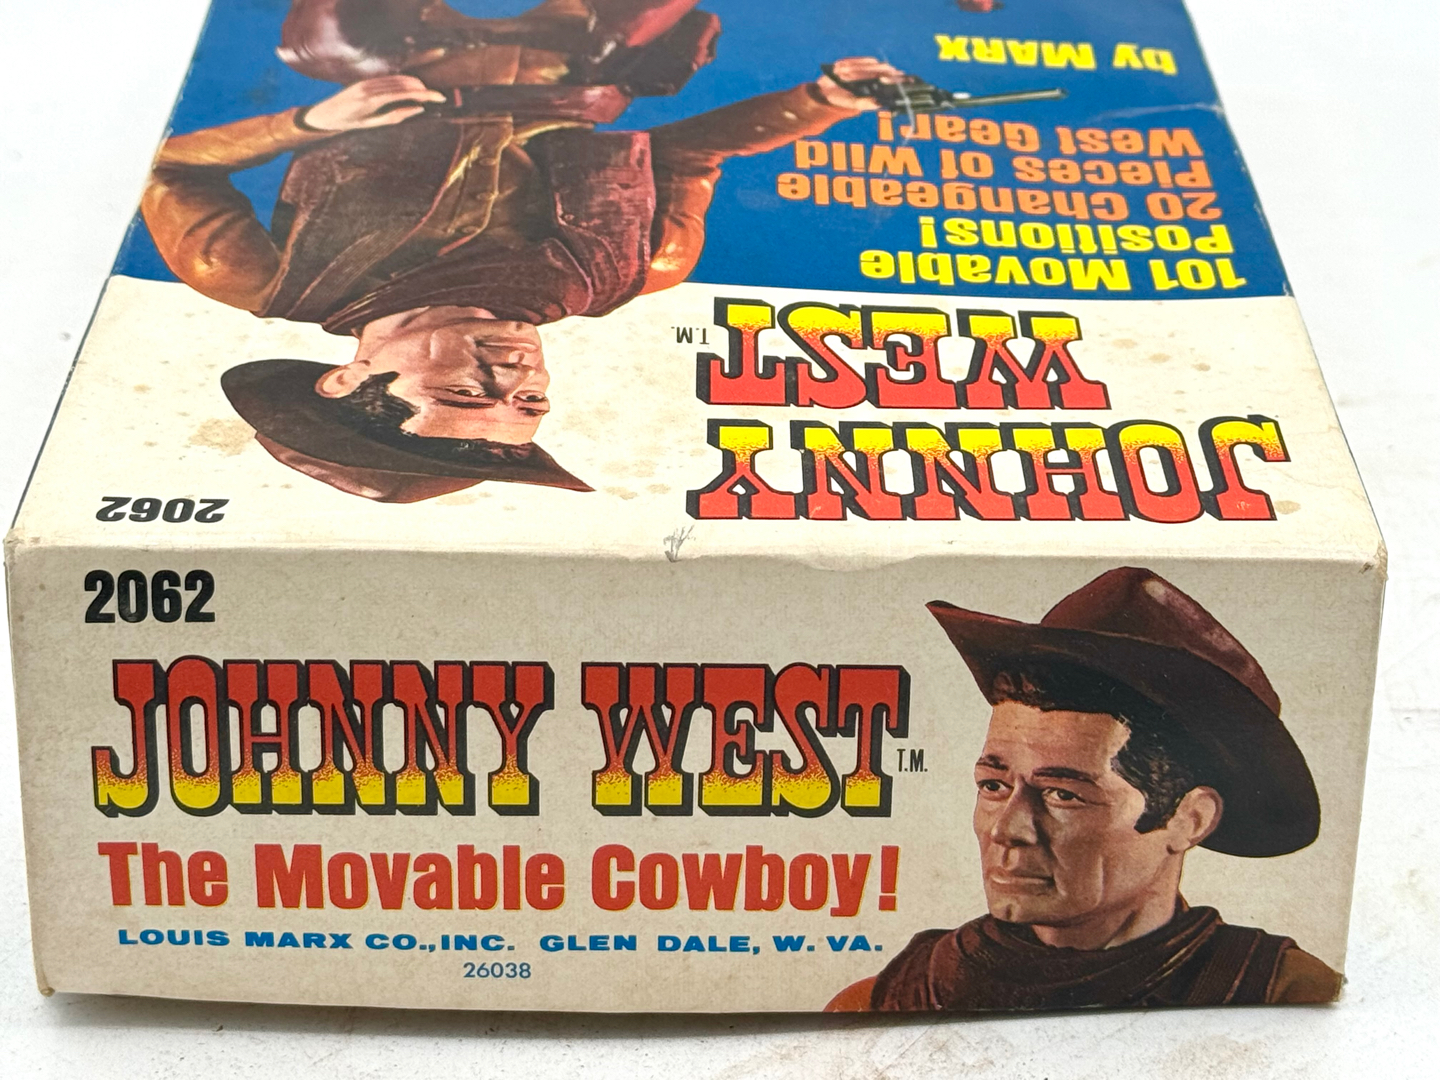 2062
JOHNNY WEST T.M.
The Movable Cowboy!
LOUIS MARX CO., INC. GLEN DALE, W. VA.
26038
2062
JOHNNY
WEST T.M.
101 Movable
Positions!
20 Changeable
Pieces of Wild
West Gear!
by MARX